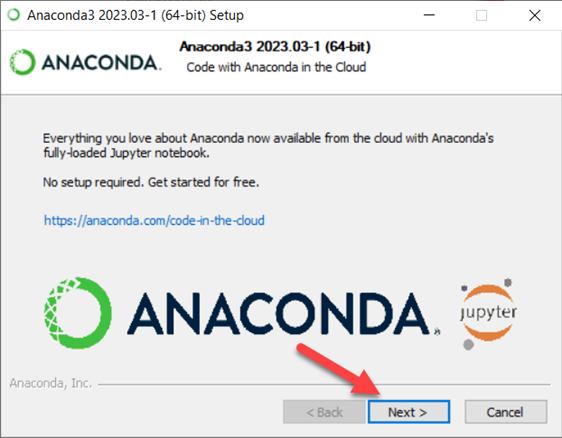 Anaconda3 2023.03-1 (64-bit) Setup
ANACONDA.
Anaconda3 2023.03-1 (64-bit)
Code with Anaconda in the Cloud
Everything you love about Anaconda now available from the cloud with Anaconda's
fully-loaded Jupyter notebook.
No setup required. Get started for free.
https://anaconda.com/code-in-the-cloud
ANACONDA.
jupyter
Anaconda, Inc.
< Back Next > Cancel